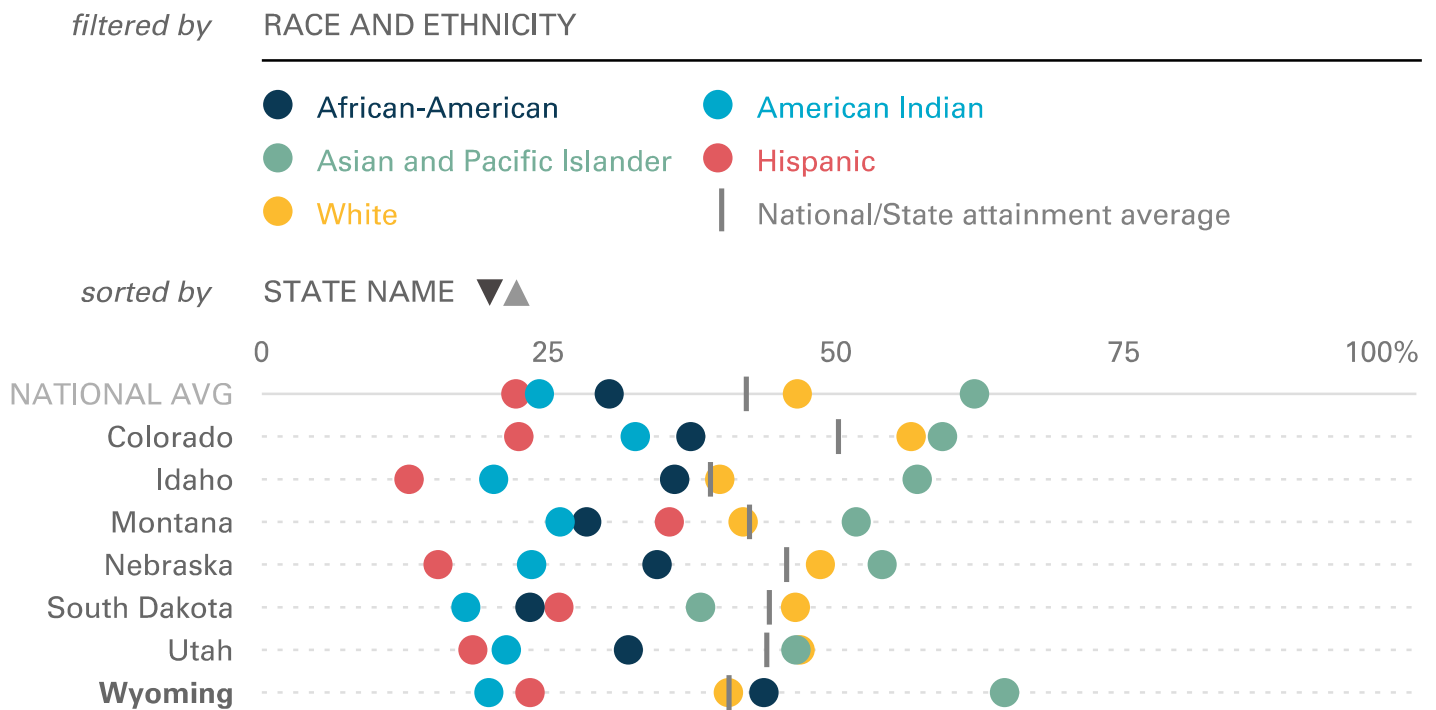 filtered by RACE AND ETHNICITY
African-American American Indian
Asian and Pacific Islander Hispanic
White National/State attainment average
sorted by STATE NAME ▼▲
0 25 50 75 100%
NATIONAL AVG
Colorado
Idaho
Montana
Nebraska
South Dakota
Utah
Wyoming